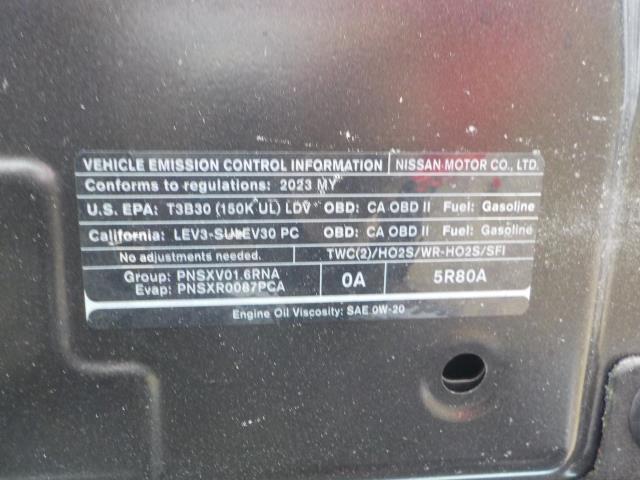 VEHICLE EMISSION CONTROL INFORMATION NISSAN MOTOR CO., LTD.
Conforms to regulations: 2023 MY
U.S. EPA: T3B30 (150K UL) LDV OBD: CA OBD II Fuel: Gasoline
California: LEV3-SULEV30 PC OBD: CA OBD II Fuel: Gasoline
No adjustments needed. TWC(2)/HO2S/WR-HO2S/SFI
Group: PNSXV01.6RNA
Evap: PNSXR0087PCA
0A 5R80A
Engine Oil Viscosity: SAE 0W-20